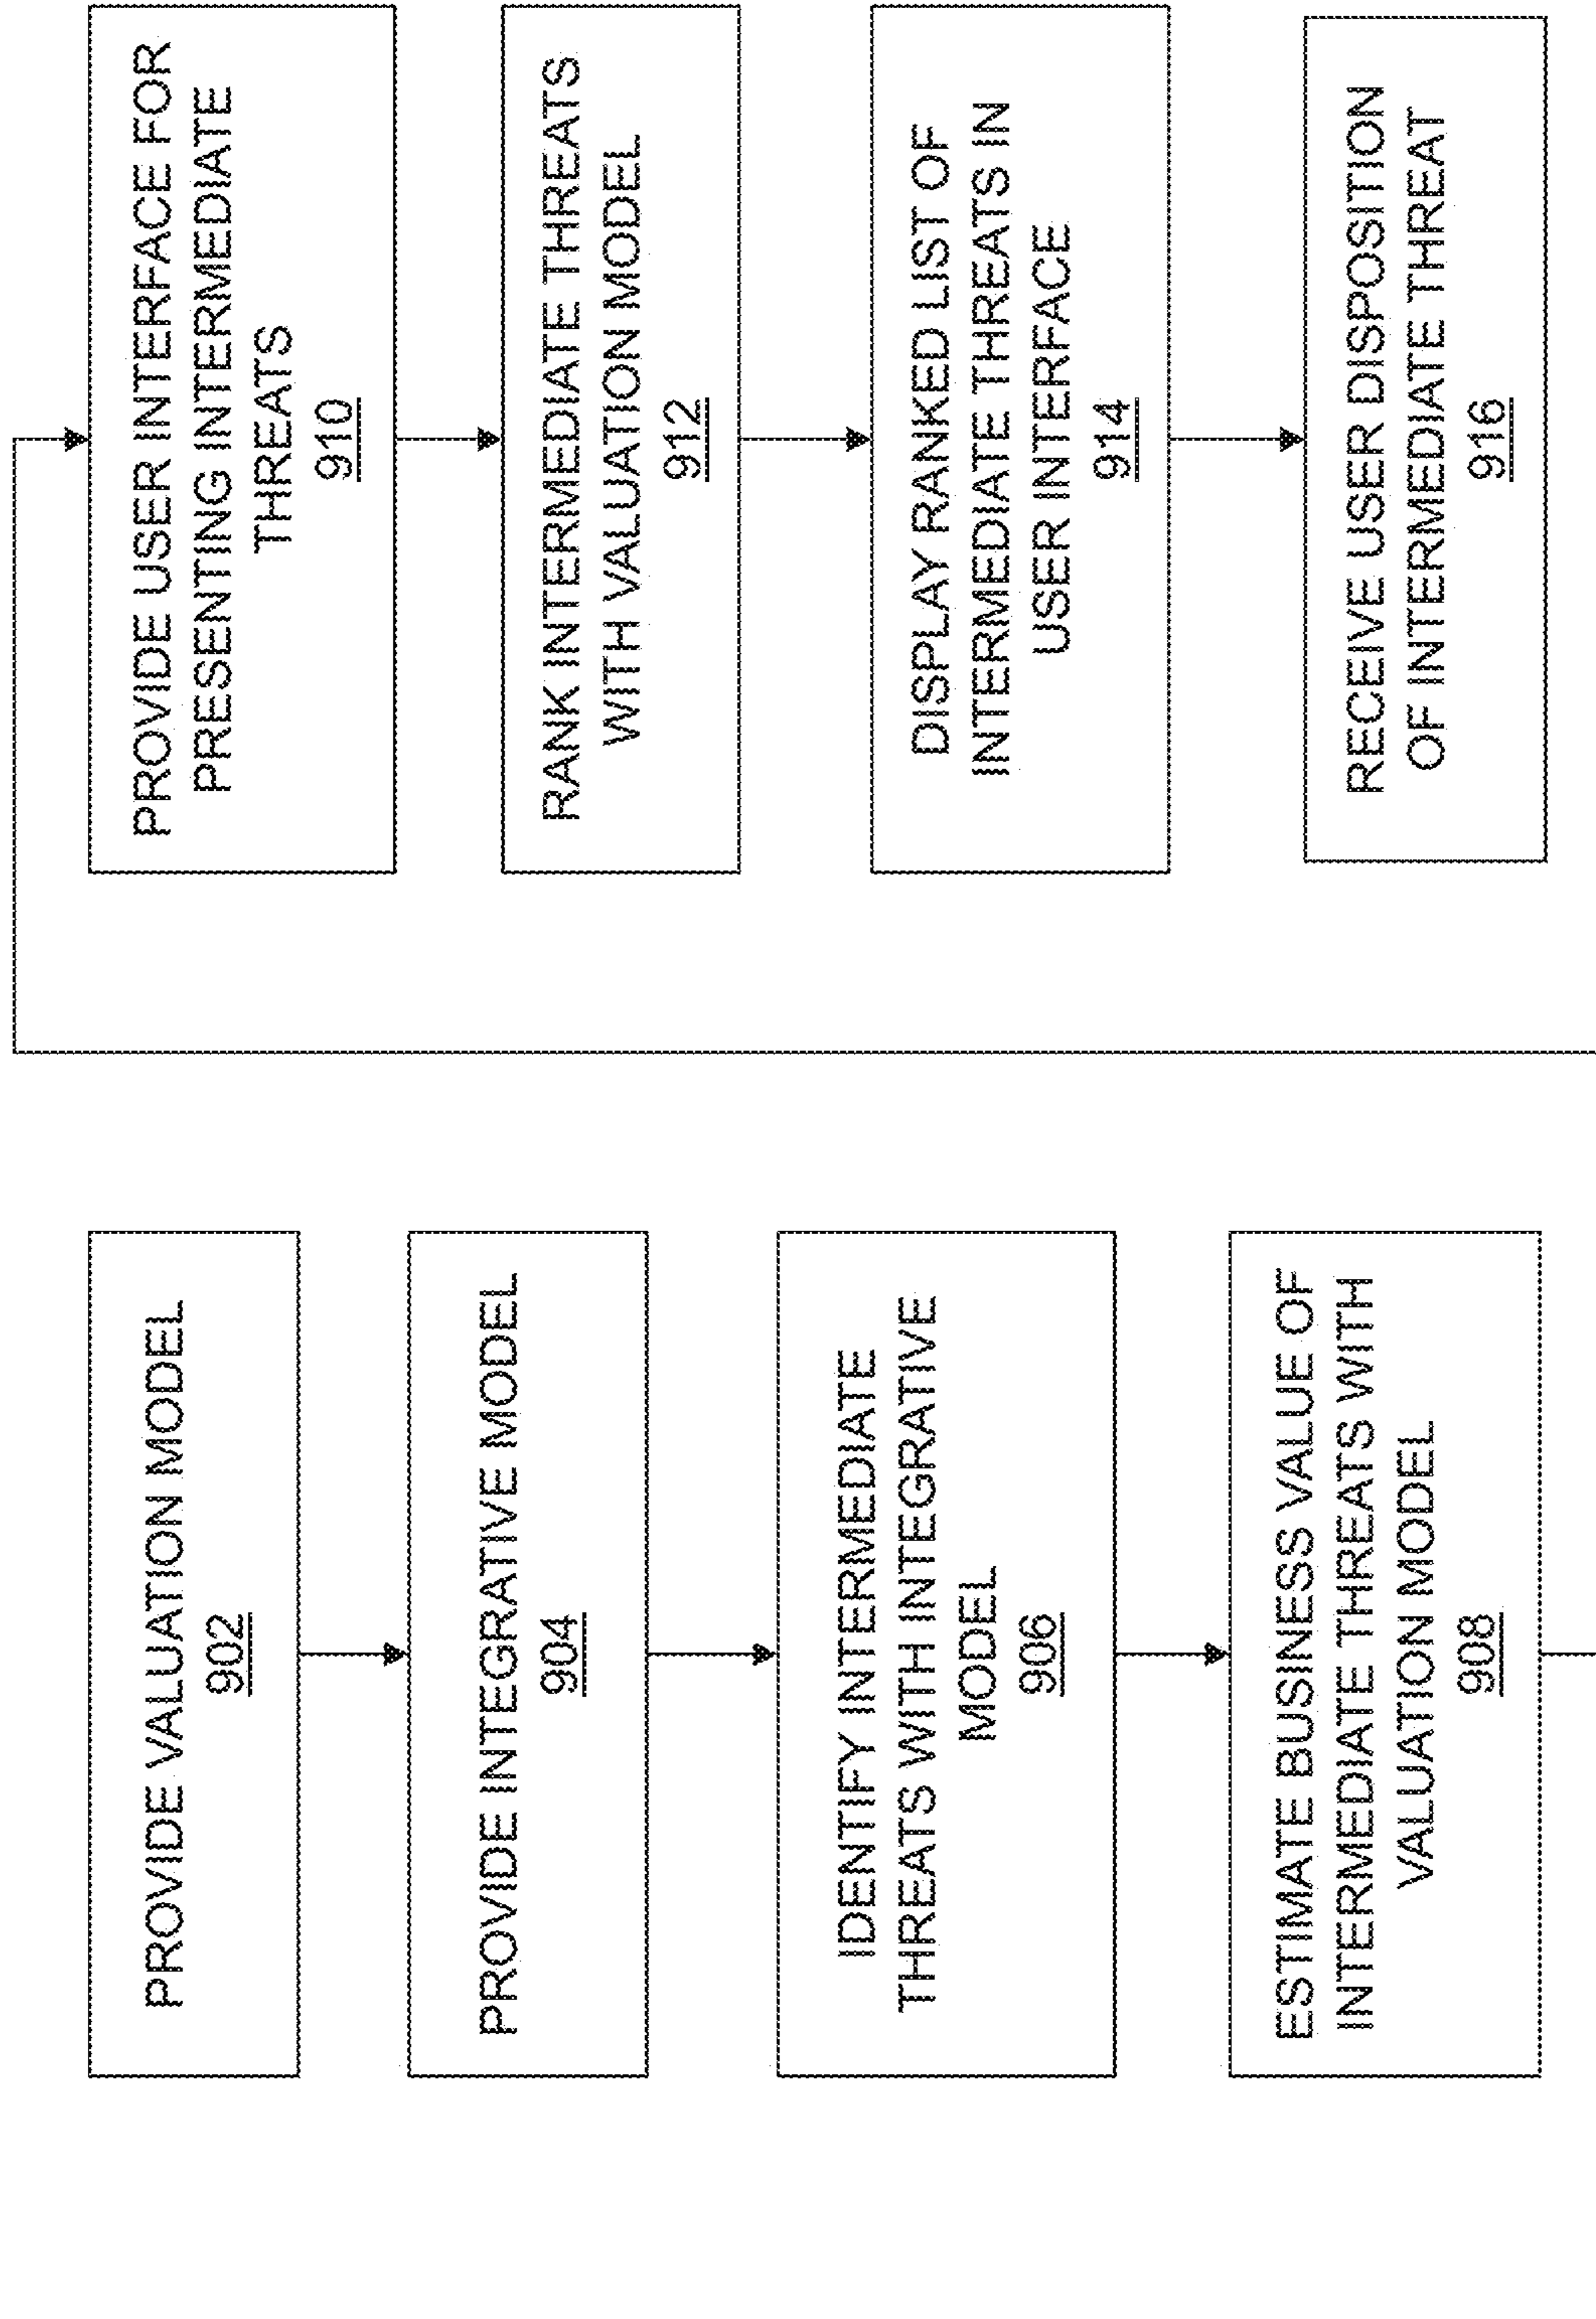 PROVIDE VALUATION MODEL
902
PROVIDE INTEGRATIVE MODEL
904
IDENTIFY INTERMEDIATE
THREATS WITH INTEGRATIVE
MODEL
906
ESTIMATE BUSINESS VALUE OF
INTERMEDIATE THREATS WITH
VALUATION MODEL
908
PROVIDE USER INTERFACE FOR
PRESENTING INTERMEDIATE
THREATS
910
RANK INTERMEDIATE THREATS
WITH VALUATION MODEL
912
DISPLAY RANKED LIST OF
INTERMEDIATE THREATS IN
USER INTERFACE
914
RECEIVE USER DISPOSITION
OF INTERMEDIATE THREAT
916